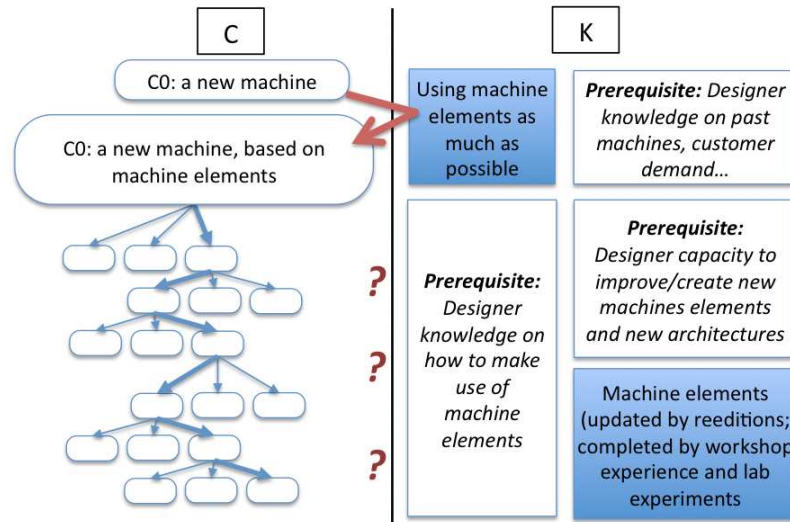 C
K
C0: a new machine
C0: a new machine, based on
machine elements
?
?
?
Using machine
elements as
much as
possible
Prerequisite: Designer
knowledge on past
machines, customer
demand…
Prerequisite:
Designer
knowledge on
how to make
use of
machine
elements
Prerequisite:
Designer capacity to
improve/create new
machines elements
and new architectures
Machine elements
(updated by reeditions;
completed by workshop
experience and lab
experiments